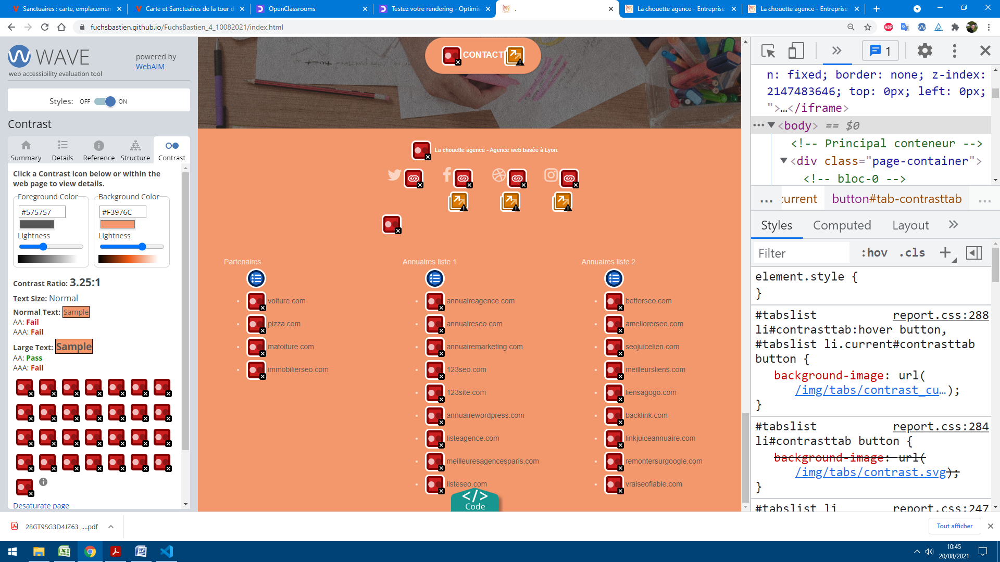 Sanctuaires : carte, emplacement
Carte et Sanctuaires de la tour d
OpenClassrooms
Testez votre rendering - Optimis
.
La chouette agence - Entreprise
La chouette agence - Entreprise
fuchsbastien.github.io/FuchsBastien_4_10082021/index.html
ABP
WAVE
web accessibility evaluation tool
powered by
WebAIM
Styles: OFF ON
Contrast
Summary Details Reference Structure Contrast
Click a Contrast icon below or within the
web page to view details.
Foreground Color
#575757
Lightness
Background Color
#F3976C
Lightness
Contrast Ratio: 3.25:1
Text Size: Normal
Normal Text: Sample
AA: Fail
AAA: Fail
Large Text: Sample
AA: Pass
AAA: Fail
Desaturate page
CONTACT
La chouette agence - Agence web basée à Lyon.
Partenaires
voiture.com
pizza.com
matoiture.com
immobilierseo.com
Annuaires liste 1
annuaireagence.com
annuaireseo.com
annuairemarketing.com
123seo.com
123site.com
annuairewordpress.com
listeagence.com
meilleuresagencesparis.com
listeseo.com
Annuaires liste 2
betterseo.com
ameliorerseo.com
seojuicelien.com
meilleursliens.com
liensagogo.com
backlink.com
linkjuiceannuaire.com
remontersurgoogle.com
vraiseofiable.com
</>
Code
1
n: fixed; border: none; z-index:
2147483646; top: 0px; left: 0px;
">…</iframe>
<body> == $0
<!-- Principal conteneur -->
<div class="page-container">
<!-- bloc-0 -->
... current button#tab-contrasttab ...
Styles Computed Layout
Filter :hov .cls
element.style {
}
#tabslist report.css:288
li#contrasttab:hover button,
#tabslist li.current#contrasttab
button {
background-image: url(
/img/tabs/contrast_cu…);
}
#tabslist report.css:284
li#contrasttab button {
background-image: url(
/img/tabs/contrast.svg);
}
#tabslist li report.css:247
28GT9SG3D4JZ63_....pdf
Tout afficher
10:45
20/08/2021